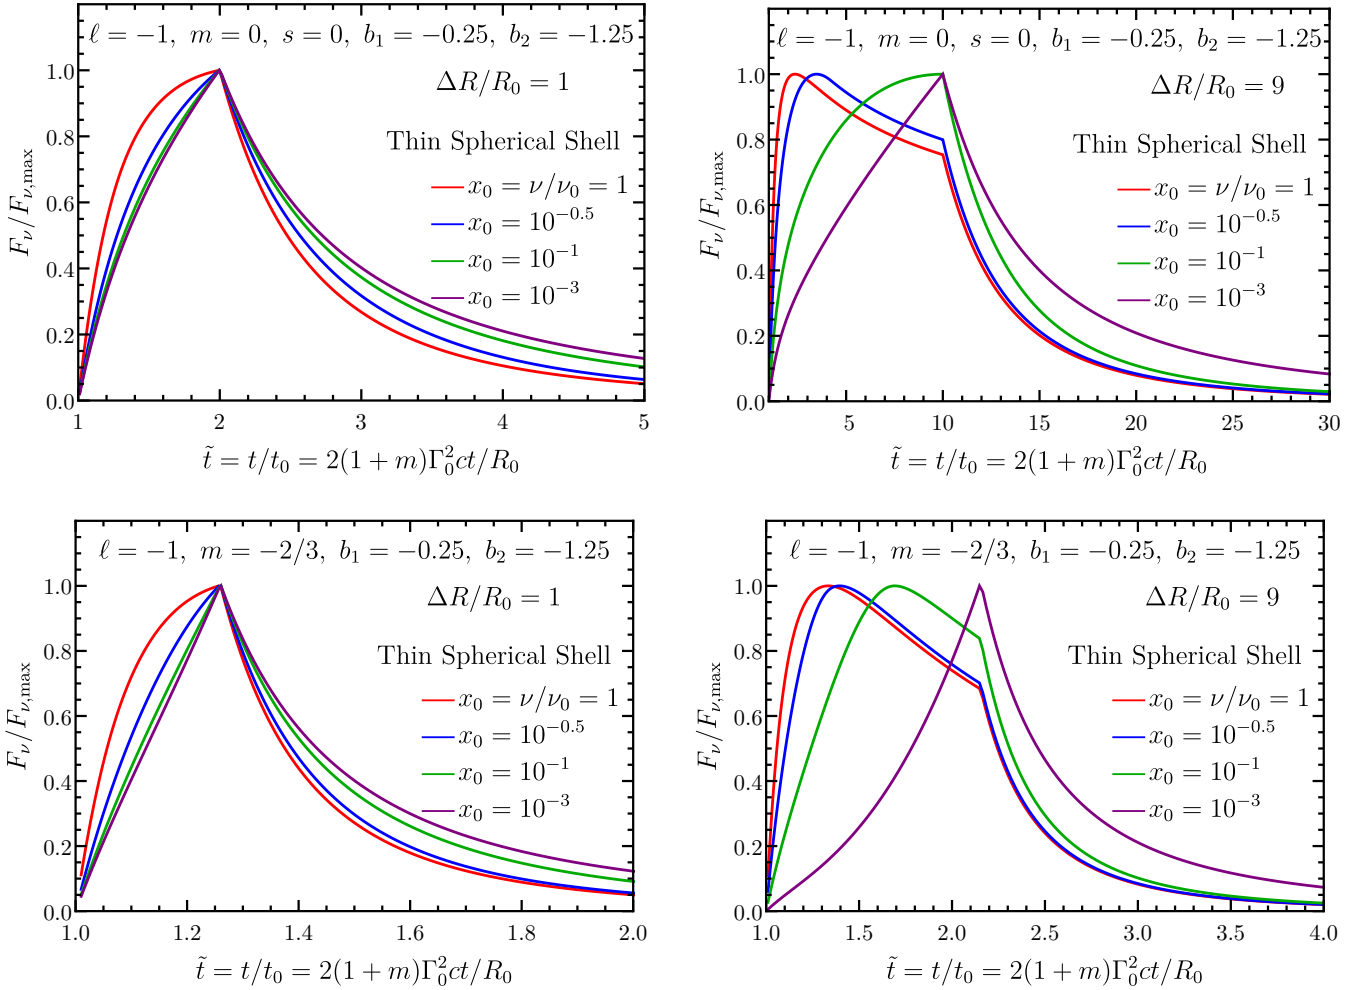 ℓ = −1, m = 0, s = 0, b₁ = −0.25, b₂ = −1.25
ΔR/R₀ = 1
Thin Spherical Shell
x₀ = ν/ν₀ = 1
x₀ = 10⁻⁰·⁵
x₀ = 10⁻¹
x₀ = 10⁻³
F_ν/F_ν,max
1.0
0.8
0.6
0.4
0.2
0.0
1 2 3 4 5
t̃ = t/t₀ = 2(1 + m)Γ₀²ct/R₀
ℓ = −1, m = 0, s = 0, b₁ = −0.25, b₂ = −1.25
ΔR/R₀ = 9
Thin Spherical Shell
x₀ = ν/ν₀ = 1
x₀ = 10⁻⁰·⁵
x₀ = 10⁻¹
x₀ = 10⁻³
F_ν/F_ν,max
1.0
0.8
0.6
0.4
0.2
0.0
5 10 15 20 25 30
t̃ = t/t₀ = 2(1 + m)Γ₀²ct/R₀
ℓ = −1, m = −2/3, b₁ = −0.25, b₂ = −1.25
ΔR/R₀ = 1
Thin Spherical Shell
x₀ = ν/ν₀ = 1
x₀ = 10⁻⁰·⁵
x₀ = 10⁻¹
x₀ = 10⁻³
F_ν/F_ν,max
1.0
0.8
0.6
0.4
0.2
0.0
1.0 1.2 1.4 1.6 1.8 2.0
t̃ = t/t₀ = 2(1 + m)Γ₀²ct/R₀
ℓ = −1, m = −2/3, b₁ = −0.25, b₂ = −1.25
ΔR/R₀ = 9
Thin Spherical Shell
x₀ = ν/ν₀ = 1
x₀ = 10⁻⁰·⁵
x₀ = 10⁻¹
x₀ = 10⁻³
F_ν/F_ν,max
1.0
0.8
0.6
0.4
0.2
0.0
1.0 1.5 2.0 2.5 3.0 3.5 4.0
t̃ = t/t₀ = 2(1 + m)Γ₀²ct/R₀